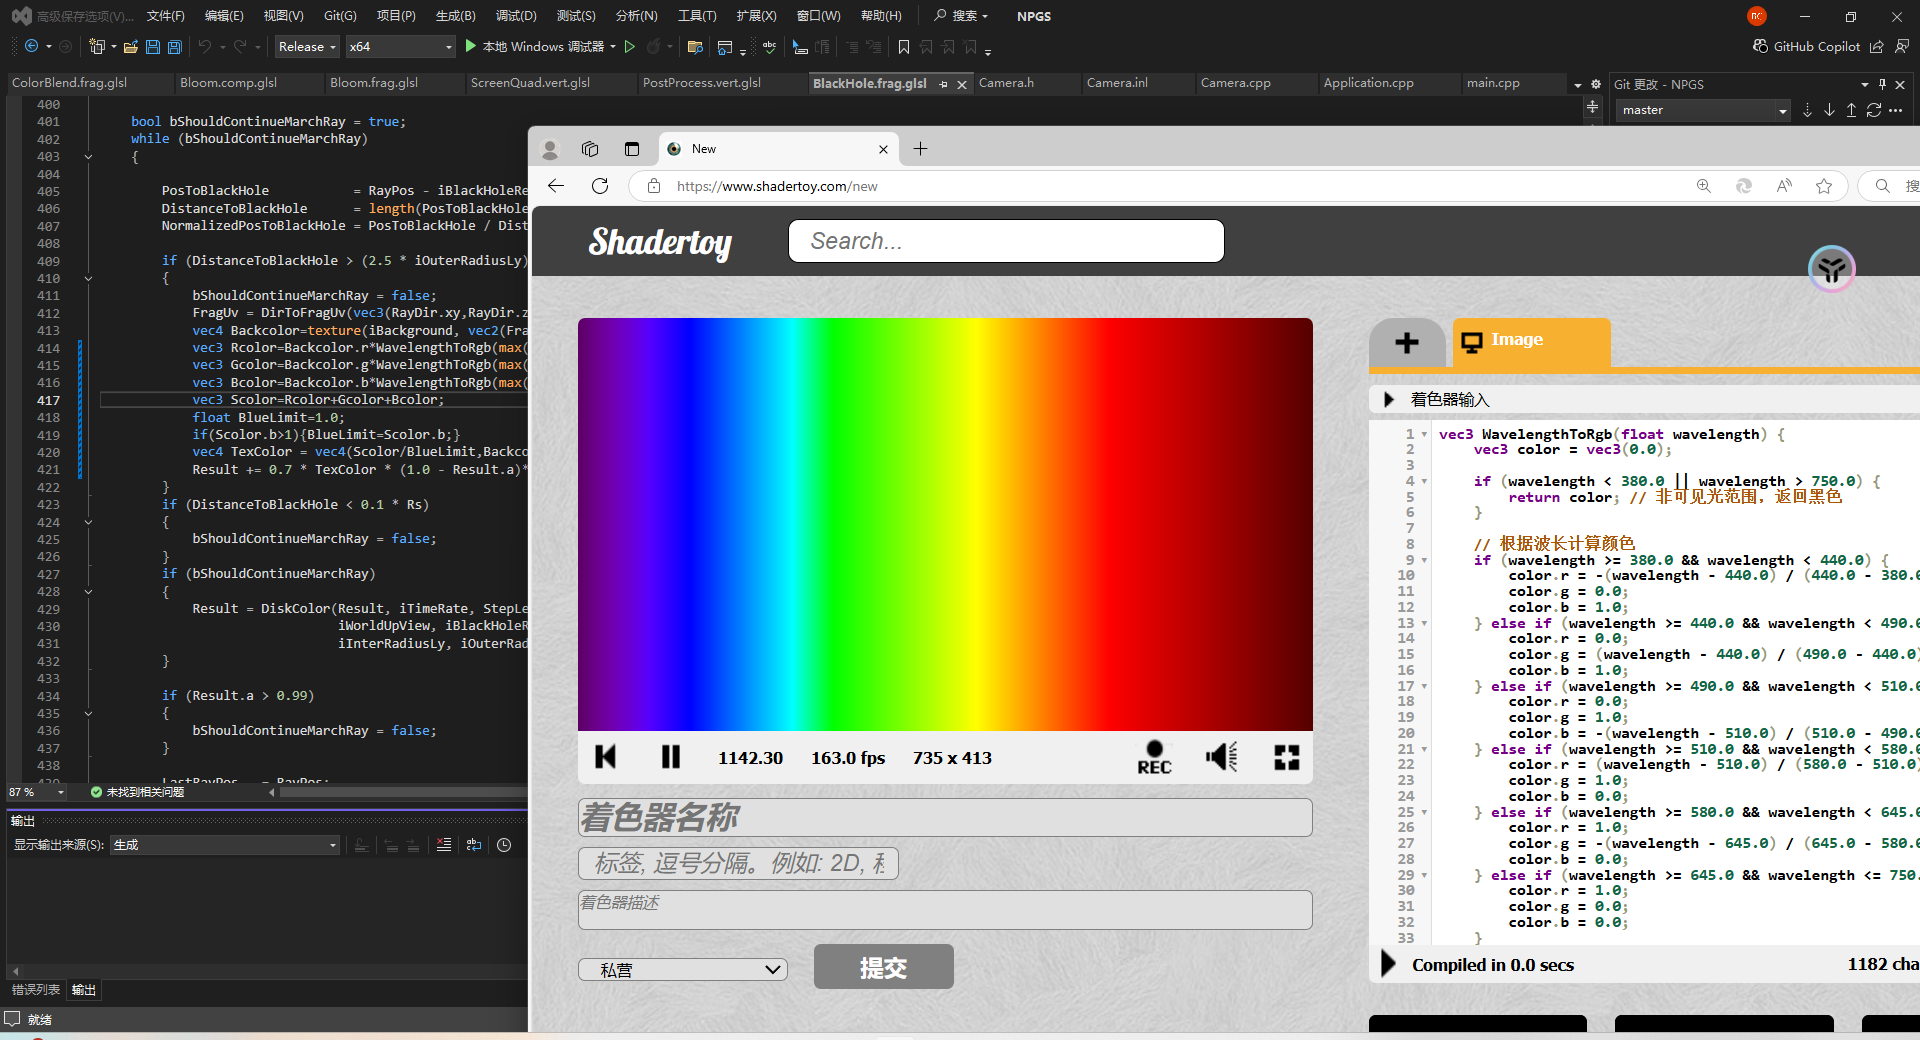 高级保存选项(V)...
文件(F)
编辑(E)
视图(V)
Git(G)
项目(P)
生成(B)
调试(D)
测试(S)
分析(N)
工具(T)
扩展(X)
窗口(W)
帮助(H)
搜索
NPGS
Release
x64
本地 Windows 调试器
GitHub Copilot
ColorBlend.frag.glsl
Bloom.comp.glsl
Bloom.frag.glsl
ScreenQuad.vert.glsl
PostProcess.vert.glsl
BlackHole.frag.glsl
Camera.h
Camera.inl
Camera.cpp
Application.cpp
main.cpp
Git 更改 - NPGS
master
400
401 bool bShouldContinueMarchRay = true;
402 while (bShouldContinueMarchRay)
403 {
404
405 PosToBlackHole = RayPos - iBlackHoleRe
406 DistanceToBlackHole = length(PosToBlackHole
407 NormalizedPosToBlackHole = PosToBlackHole / Dist
408
409 if (DistanceToBlackHole > (2.5 * iOuterRadiusLy)
410 {
411 bShouldContinueMarchRay = false;
412 FragUv = DirToFragUv(vec3(RayDir.xy,RayDir.z
413 vec4 Backcolor=texture(iBackground, vec2(Fra
414 vec3 Rcolor=Backcolor.r*WavelengthToRgb(max(
415 vec3 Gcolor=Backcolor.g*WavelengthToRgb(max(
416 vec3 Bcolor=Backcolor.b*WavelengthToRgb(max(
417 vec3 Scolor=Rcolor+Gcolor+Bcolor;
418 float BlueLimit=1.0;
419 if(Scolor.b>1){BlueLimit=Scolor.b;}
420 vec4 TexColor = vec4(Scolor/BlueLimit,Backco
421 Result += 0.7 * TexColor * (1.0 - Result.a)*
422 }
423 if (DistanceToBlackHole < 0.1 * Rs)
424 {
425 bShouldContinueMarchRay = false;
426 }
427 if (bShouldContinueMarchRay)
428 {
429 Result = DiskColor(Result, iTimeRate, StepLe
430 iWorldUpView, iBlackHoleR
431 iInterRadiusLy, iOuterRad
432 }
433
434 if (Result.a > 0.99)
435 {
436 bShouldContinueMarchRay = false;
437 }
438
439 LastRayPos = RayPos;
87 %
未找到相关问题
输出
显示输出来源(S):
生成
错误列表
输出
就绪
New
https://www.shadertoy.com/new
搜
Shadertoy
Search...
1142.30
163.0 fps
735 x 413
REC
着色器名称
标签, 逗号分隔。例如: 2D, 程
着色器描述
私营
提交
Image
着色器输入
1 vec3 WavelengthToRgb(float wavelength) {
2 vec3 color = vec3(0.0);
3
4 if (wavelength < 380.0 || wavelength > 750.0) {
5 return color; // 非可见光范围，返回黑色
6 }
7
8 // 根据波长计算颜色
9 if (wavelength >= 380.0 && wavelength < 440.0) {
10 color.r = -(wavelength - 440.0) / (440.0 - 380.0
11 color.g = 0.0;
12 color.b = 1.0;
13 } else if (wavelength >= 440.0 && wavelength < 490.0
14 color.r = 0.0;
15 color.g = (wavelength - 440.0) / (490.0 - 440.0)
16 color.b = 1.0;
17 } else if (wavelength >= 490.0 && wavelength < 510.0
18 color.r = 0.0;
19 color.g = 1.0;
20 color.b = -(wavelength - 510.0) / (510.0 - 490.0
21 } else if (wavelength >= 510.0 && wavelength < 580.0
22 color.r = (wavelength - 510.0) / (580.0 - 510.0)
23 color.g = 1.0;
24 color.b = 0.0;
25 } else if (wavelength >= 580.0 && wavelength < 645.0
26 color.r = 1.0;
27 color.g = -(wavelength - 645.0) / (645.0 - 580.0
28 color.b = 0.0;
29 } else if (wavelength >= 645.0 && wavelength <= 750.
30 color.r = 1.0;
31 color.g = 0.0;
32 color.b = 0.0;
33 }
Compiled in 0.0 secs
1182 cha